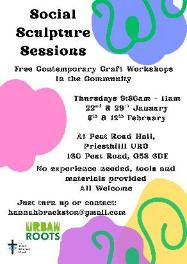 Social
Sculpture
Sessions
Free Contemporary Craft Workshops
in the Community
Thursdays 9:30am - 11am
22nd & 29th January
5th & 12th February
At Peat Road Hall,
Priesthill URC
160 Peat Road, G53 6DE
No experience needed, tools and
materials provided
All Welcome
Just turn up or contact:
hannahbrackston@gmail.com
URBAN
ROOTS